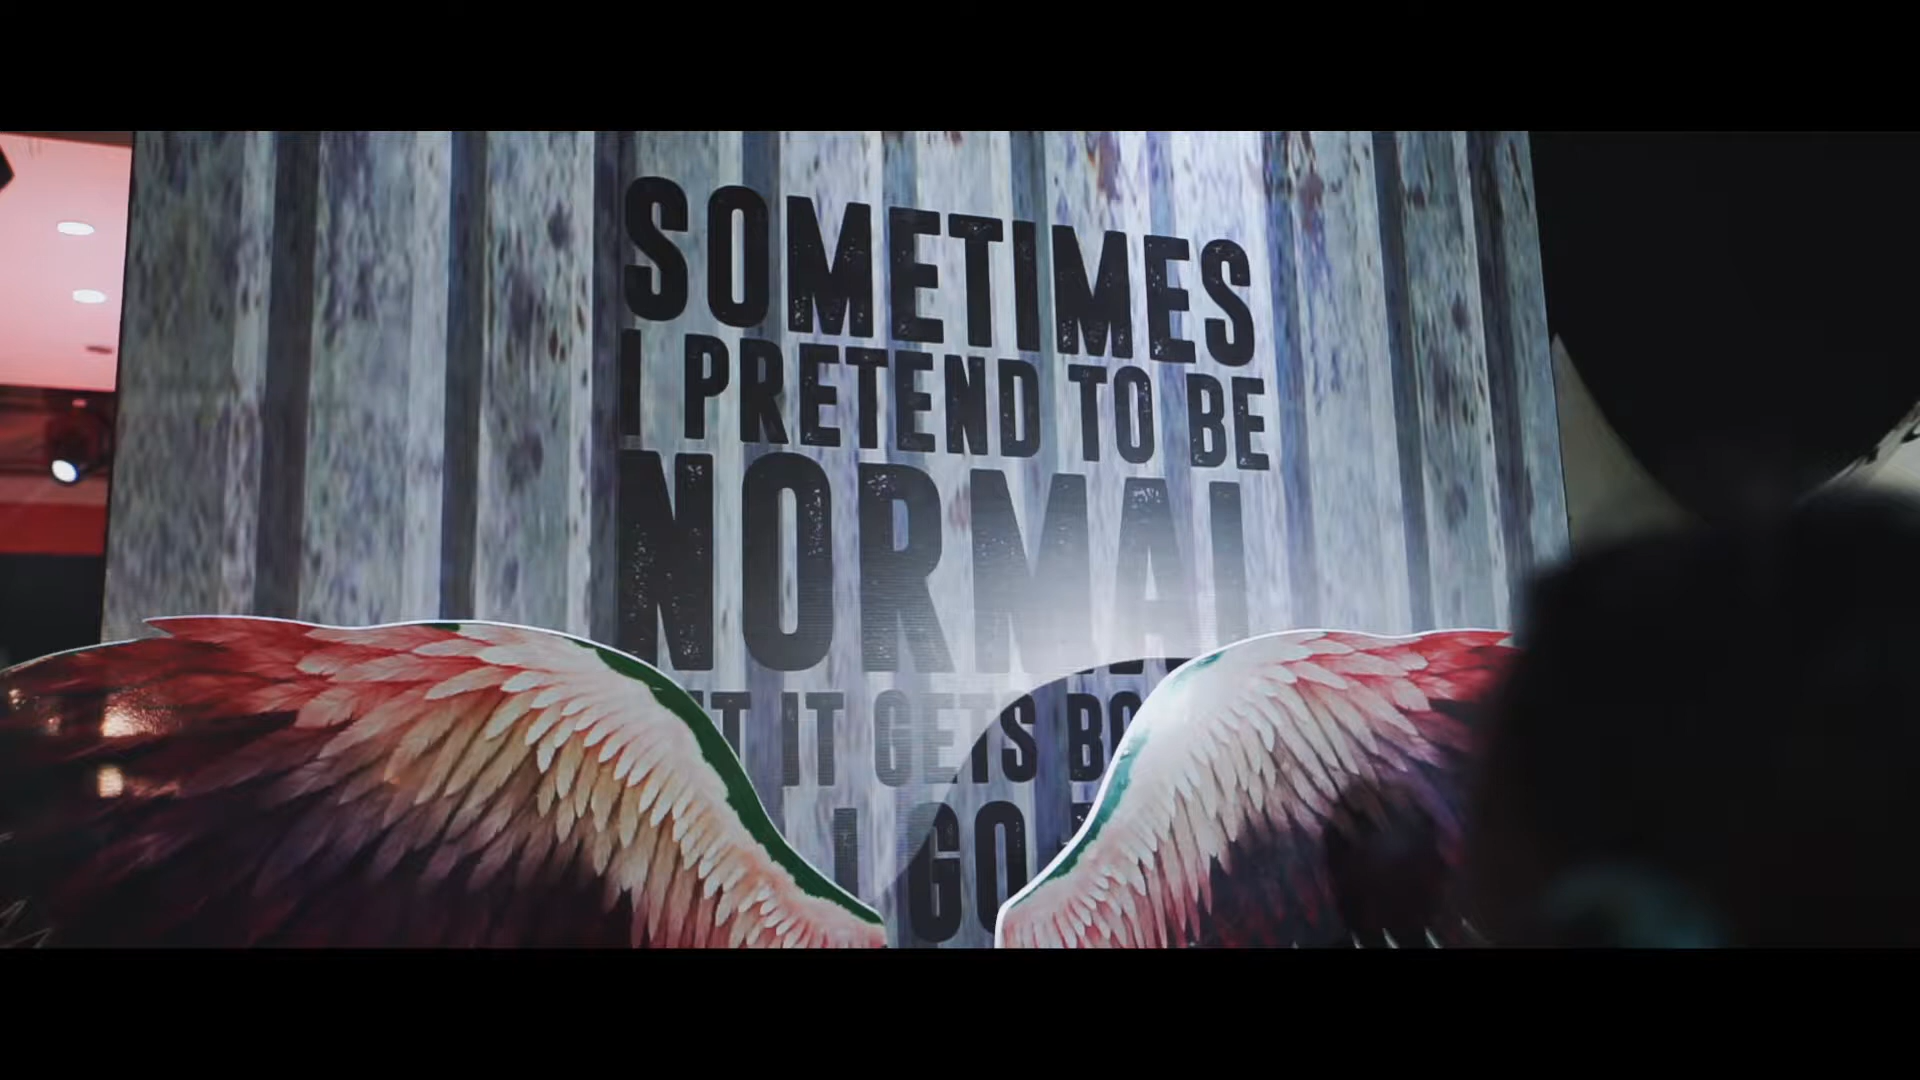 SOMETIMES
I PRETEND TO BE
NORMAL
IT GETS
I GO